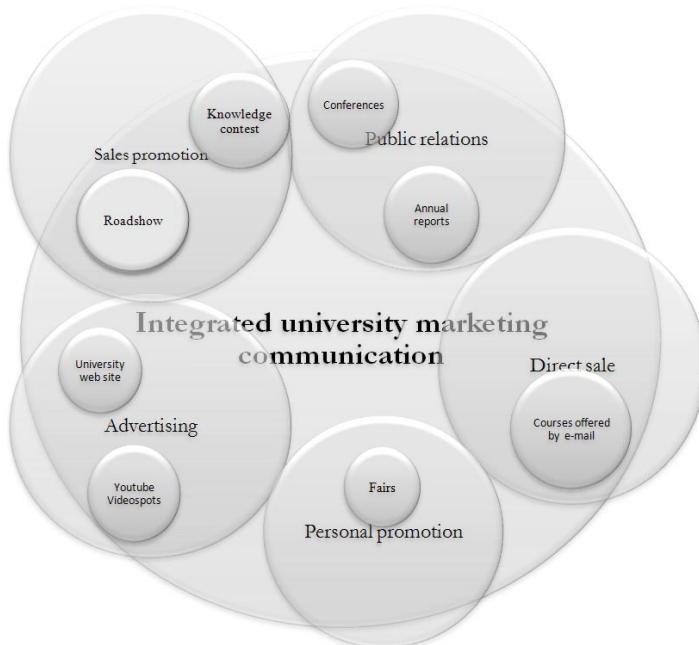 Knowledge
contest
Sales promotion
Roadshow
Conferences
Public relations
Annual
reports
Integrated university marketing
communication
Direct sale
Courses offered
by e-mail
University
web site
Advertising
Youtube
Videospots
Fairs
Personal promotion